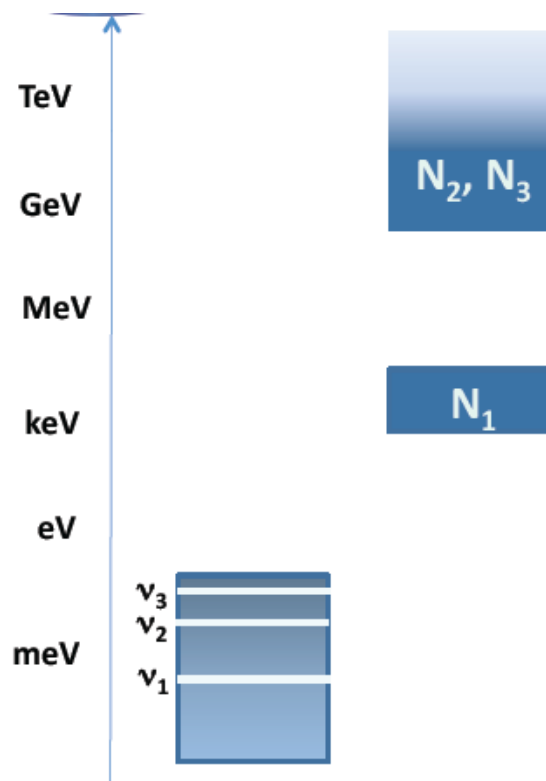 TeV
GeV
MeV
keV
eV
meV
N₂, N₃
N₁
ν₃
ν₂
ν₁